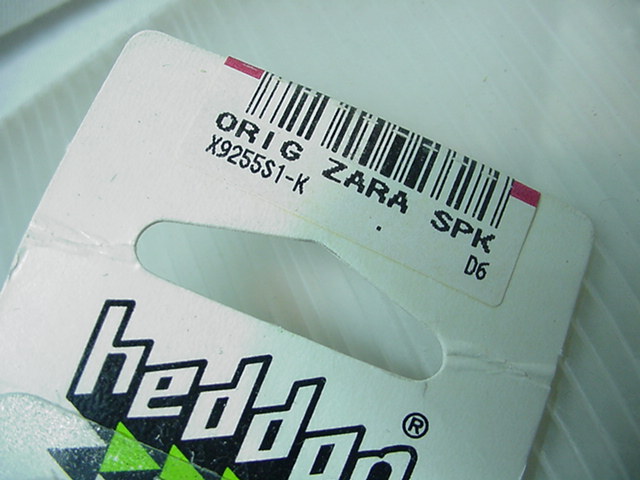 ORIG ZARA SPK
X9255S1-K
D6
heddon®